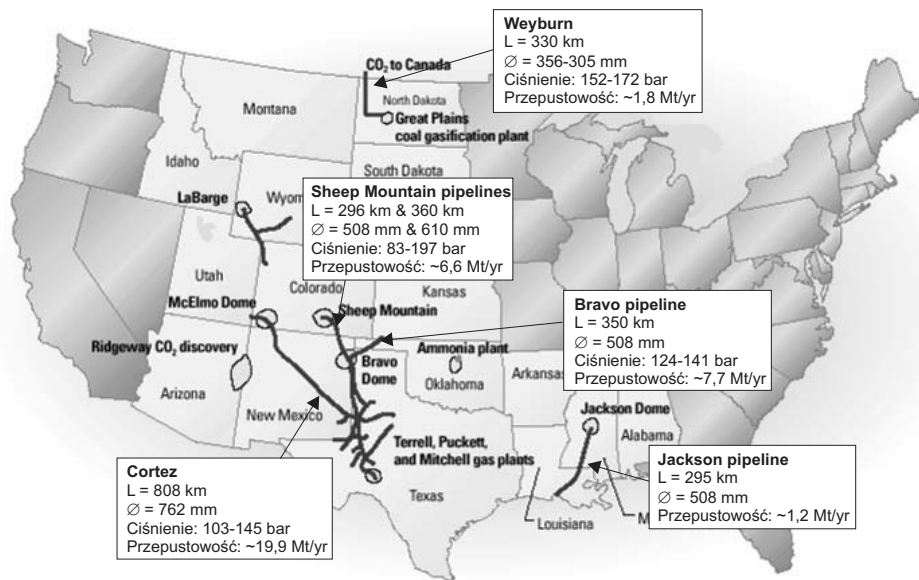 Weyburn
L = 330 km
∅ = 356-305 mm
Ciśnienie: 152-172 bar
Przepustowość: ~1,8 Mt/yr
CO₂ to Canada
Montana
North Dakota
Great Plains
coal gasification plant
Idaho
South Dakota
LaBarge
Sheep Mountain pipelines
L = 296 km & 360 km
∅ = 508 mm & 610 mm
Ciśnienie: 83-197 bar
Przepustowość: ~6,6 Mt/yr
Utah
Colorado
Kansas
McElmo Dome
Sheep Mountain
Bravo pipeline
L = 350 km
∅ = 508 mm
Ciśnienie: 124-141 bar
Przepustowość: ~7,7 Mt/yr
Ridgeway CO₂ discovery
Bravo
Dome
Ammonia plant
Oklahoma
Arizona
New Mexico
Jackson Dome
Alabama
Terrell, Puckett,
and Mitchell gas plants
Texas
Louisiana
Cortez
L = 808 km
∅ = 762 mm
Ciśnienie: 103-145 bar
Przepustowość: ~19,9 Mt/yr
Jackson pipeline
L = 295 km
∅ = 508 mm
Przepustowość: ~1,2 Mt/yr